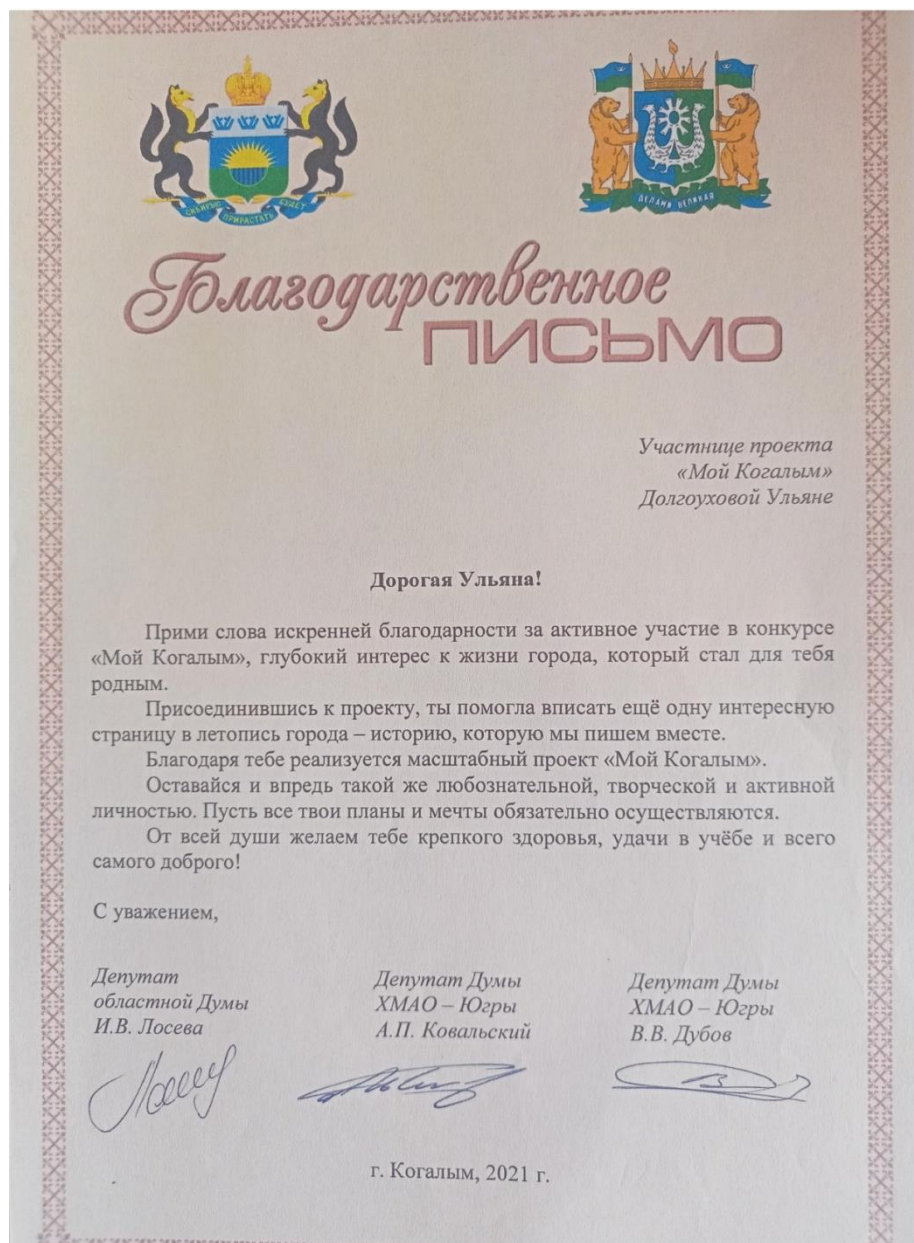 СИБИРЬЮ ПРИРАСТАТЬ БУДЕТ
ДЕЛАМИ ВЕЛИКАЯ
Благодарственное
ПИСЬМО
Участнице проекта
«Мой Когалым»
Долгоуховой Ульяне
Дорогая Ульяна!
Прими слова искренней благодарности за активное участие в конкурсе
«Мой Когалым», глубокий интерес к жизни города, который стал для тебя
родным.
Присоединившись к проекту, ты помогла вписать ещё одну интересную
страницу в летопись города – историю, которую мы пишем вместе.
Благодаря тебе реализуется масштабный проект «Мой Когалым».
Оставайся и впредь такой же любознательной, творческой и активной
личностью. Пусть все твои планы и мечты обязательно осуществляются.
От всей души желаем тебе крепкого здоровья, удачи в учёбе и всего
самого доброго!
С уважением,
Депутат
областной Думы
И.В. Лосева
Депутат Думы
ХМАО – Югры
А.П. Ковальский
Депутат Думы
ХМАО – Югры
В.В. Дубов
г. Когалым, 2021 г.